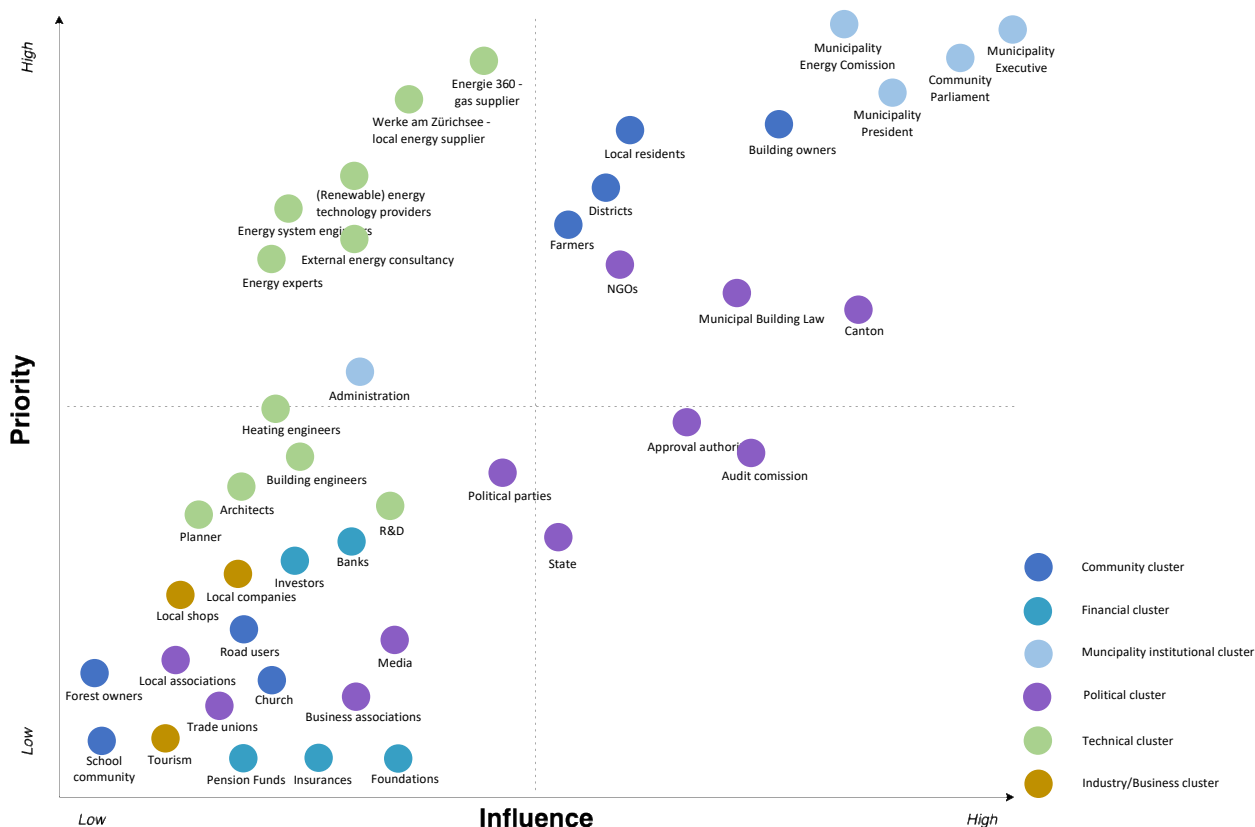 High
Municipality
Energy Comission
Municipality
Executive
Energie 360 -
gas supplier
Community
Parliament
Werke am Zürichsee -
local energy supplier
Municipality
President
Local residents
Building owners
(Renewable) energy
technology providers
Districts
Energy system engineers
Farmers
External energy consultancy
Energy experts
NGOs
Municipal Building Law
Canton
Priority
Administration
Heating engineers
Approval authori
Building engineers
Audit comission
Political parties
Architects
R&D
Planner
Banks
State
Investors
Local companies
Local shops
Road users
Media
Local associations
Forest owners
Church
Business associations
Trade unions
Low
School
community
Tourism
Pension Funds
Insurances
Foundations
Low
Influence
High
Community cluster
Financial cluster
Muncipality institutional cluster
Political cluster
Technical cluster
Industry/Business cluster